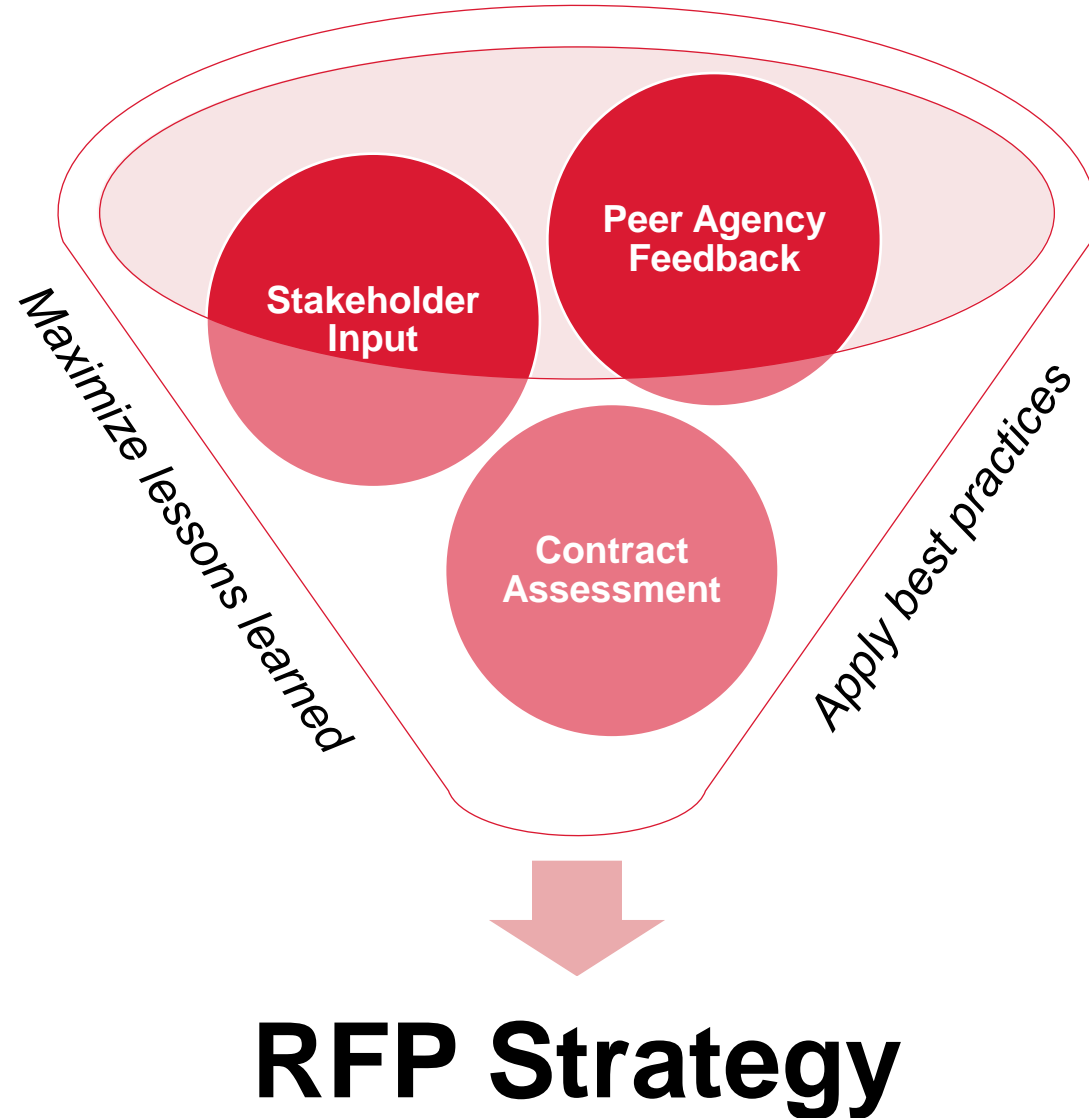 Peer Agency
Feedback
Stakeholder
Input
Maximize lessons learned
Apply best practices
Contract
Assessment
RFP Strategy